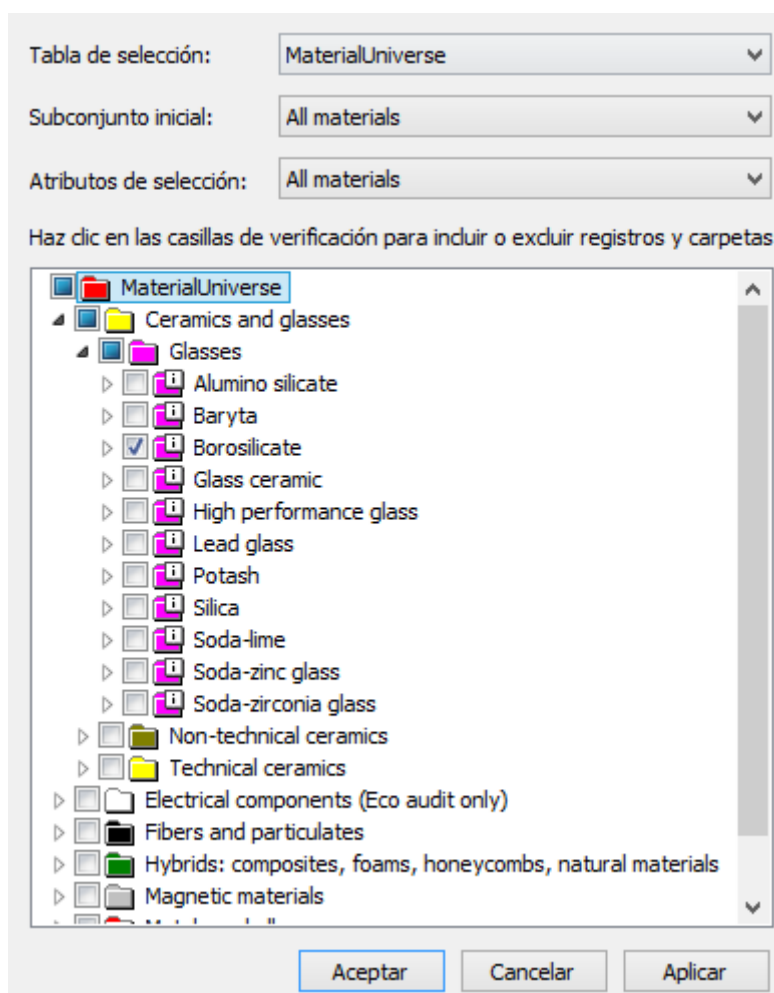 Tabla de selección: MaterialUniverse
Subconjunto inicial: All materials
Atributos de selección: All materials
Haz clic en las casillas de verificación para incluir o excluir registros y carpetas
MaterialUniverse
Ceramics and glasses
Glasses
Alumino silicate
Baryta
Borosilicate
Glass ceramic
High performance glass
Lead glass
Potash
Silica
Soda-lime
Soda-zinc glass
Soda-zirconia glass
Non-technical ceramics
Technical ceramics
Electrical components (Eco audit only)
Fibers and particulates
Hybrids: composites, foams, honeycombs, natural materials
Magnetic materials
Aceptar Cancelar Aplicar